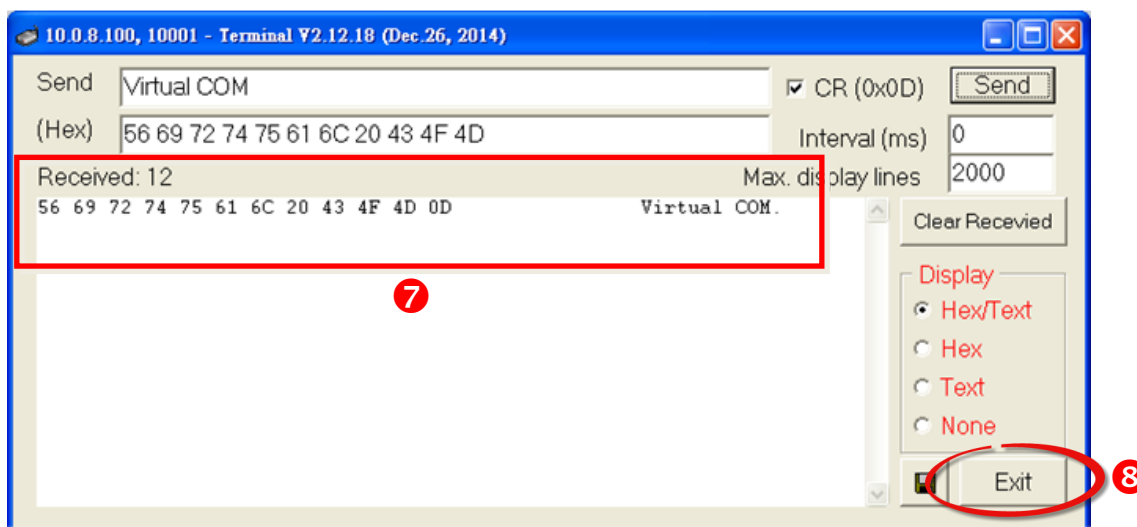 10.0.8.100, 10001 - Terminal V2.12.18 (Dec.26, 2014)
Send Virtual COM CR (0x0D) Send
(Hex) 56 69 72 74 75 61 6C 20 43 4F 4D Interval (ms) 0
Received: 12 Max. display lines 2000
56 69 72 74 75 61 6C 20 43 4F 4D 0D Virtual COM.
Clear Recevied
Display
Hex/Text
7
Hex
Text
None
Exit 8